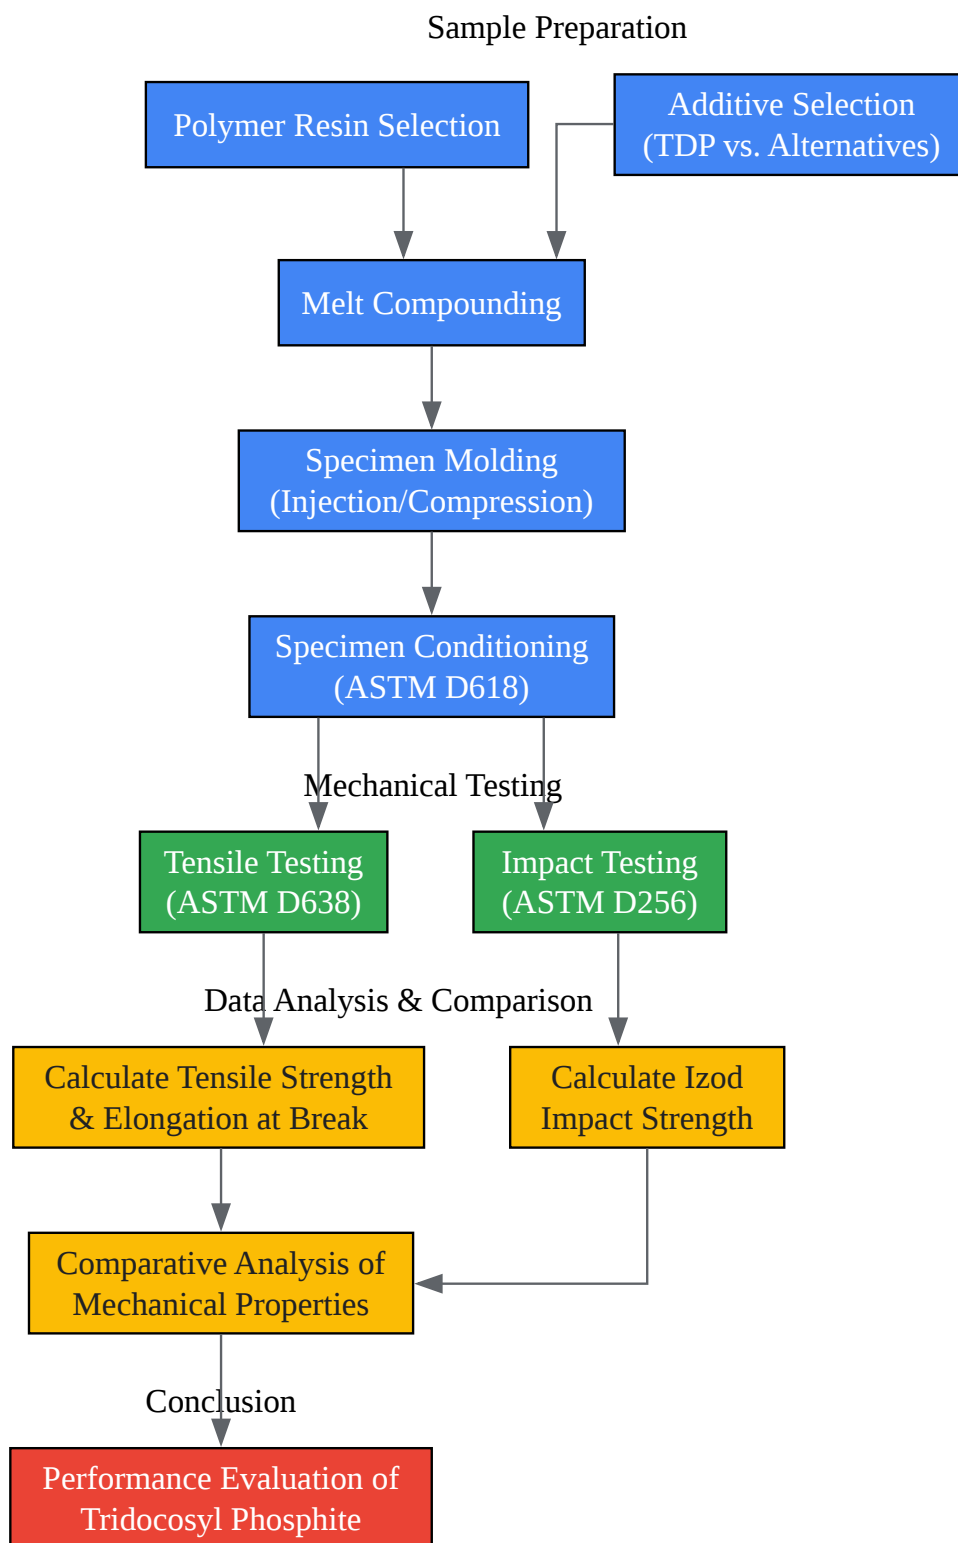 Sample Preparation
Polymer Resin Selection
Additive Selection
(TDP vs. Alternatives)
Melt Compounding
Specimen Molding
(Injection/Compression)
Specimen Conditioning
(ASTM D618)
Mechanical Testing
Tensile Testing
(ASTM D638)
Impact Testing
(ASTM D256)
Data Analysis & Comparison
Calculate Tensile Strength
& Elongation at Break
Calculate Izod
Impact Strength
Comparative Analysis of
Mechanical Properties
Conclusion
Performance Evaluation of
Tridocosyl Phosphite